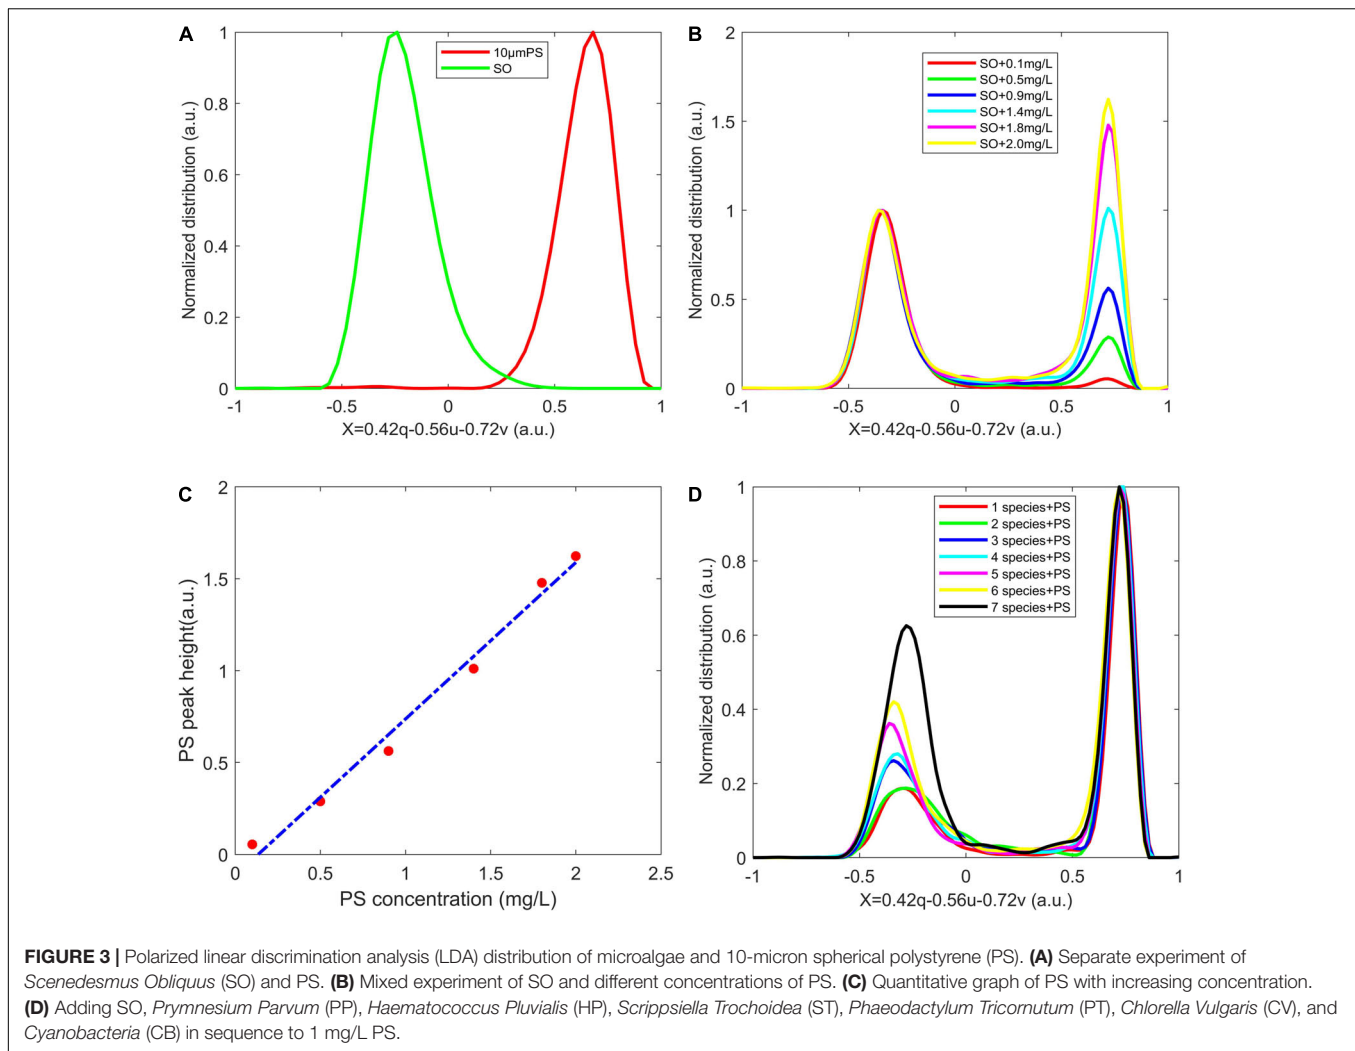 A
1
0.8
0.6
0.4
0.2
0
Normalized distribution (a.u.)
10μmPS
SO
-1
-0.5
0
0.5
1
X=0.42q-0.56u-0.72v (a.u.)
B
2
1.5
1
0.5
0
Normalized distribution (a.u.)
SO+0.1mg/L
SO+0.5mg/L
SO+0.9mg/L
SO+1.4mg/L
SO+1.8mg/L
SO+2.0mg/L
-1
-0.5
0
0.5
1
X=0.42q-0.56u-0.72v (a.u.)
C
2
1.5
1
0.5
0
PS peak height(a.u.)
0
0.5
1
1.5
2
2.5
PS concentration (mg/L)
D
1
0.8
0.6
0.4
0.2
0
Normalized distribution (a.u.)
1 species+PS
2 species+PS
3 species+PS
4 species+PS
5 species+PS
6 species+PS
7 species+PS
-1
-0.5
0
0.5
1
X=0.42q-0.56u-0.72v (a.u.)
FIGURE 3 | Polarized linear discrimination analysis (LDA) distribution of microalgae and 10-micron spherical polystyrene (PS). (A) Separate experiment of
Scenedesmus Obliquus (SO) and PS. (B) Mixed experiment of SO and different concentrations of PS. (C) Quantitative graph of PS with increasing concentration.
(D) Adding SO, Prymnesium Parvum (PP), Haematococcus Pluvialis (HP), Scrippsiella Trochoidea (ST), Phaeodactylum Tricornutum (PT), Chlorella Vulgaris (CV), and
Cyanobacteria (CB) in sequence to 1 mg/L PS.